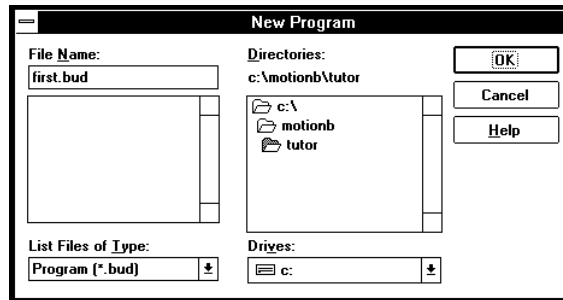 New Program
File Name:
first.bud
List Files of Type:
Program (*.bud)
Directories:
c:\motionb\tutor
c:\
motionb
tutor
Drives:
c:
OK
Cancel
Help